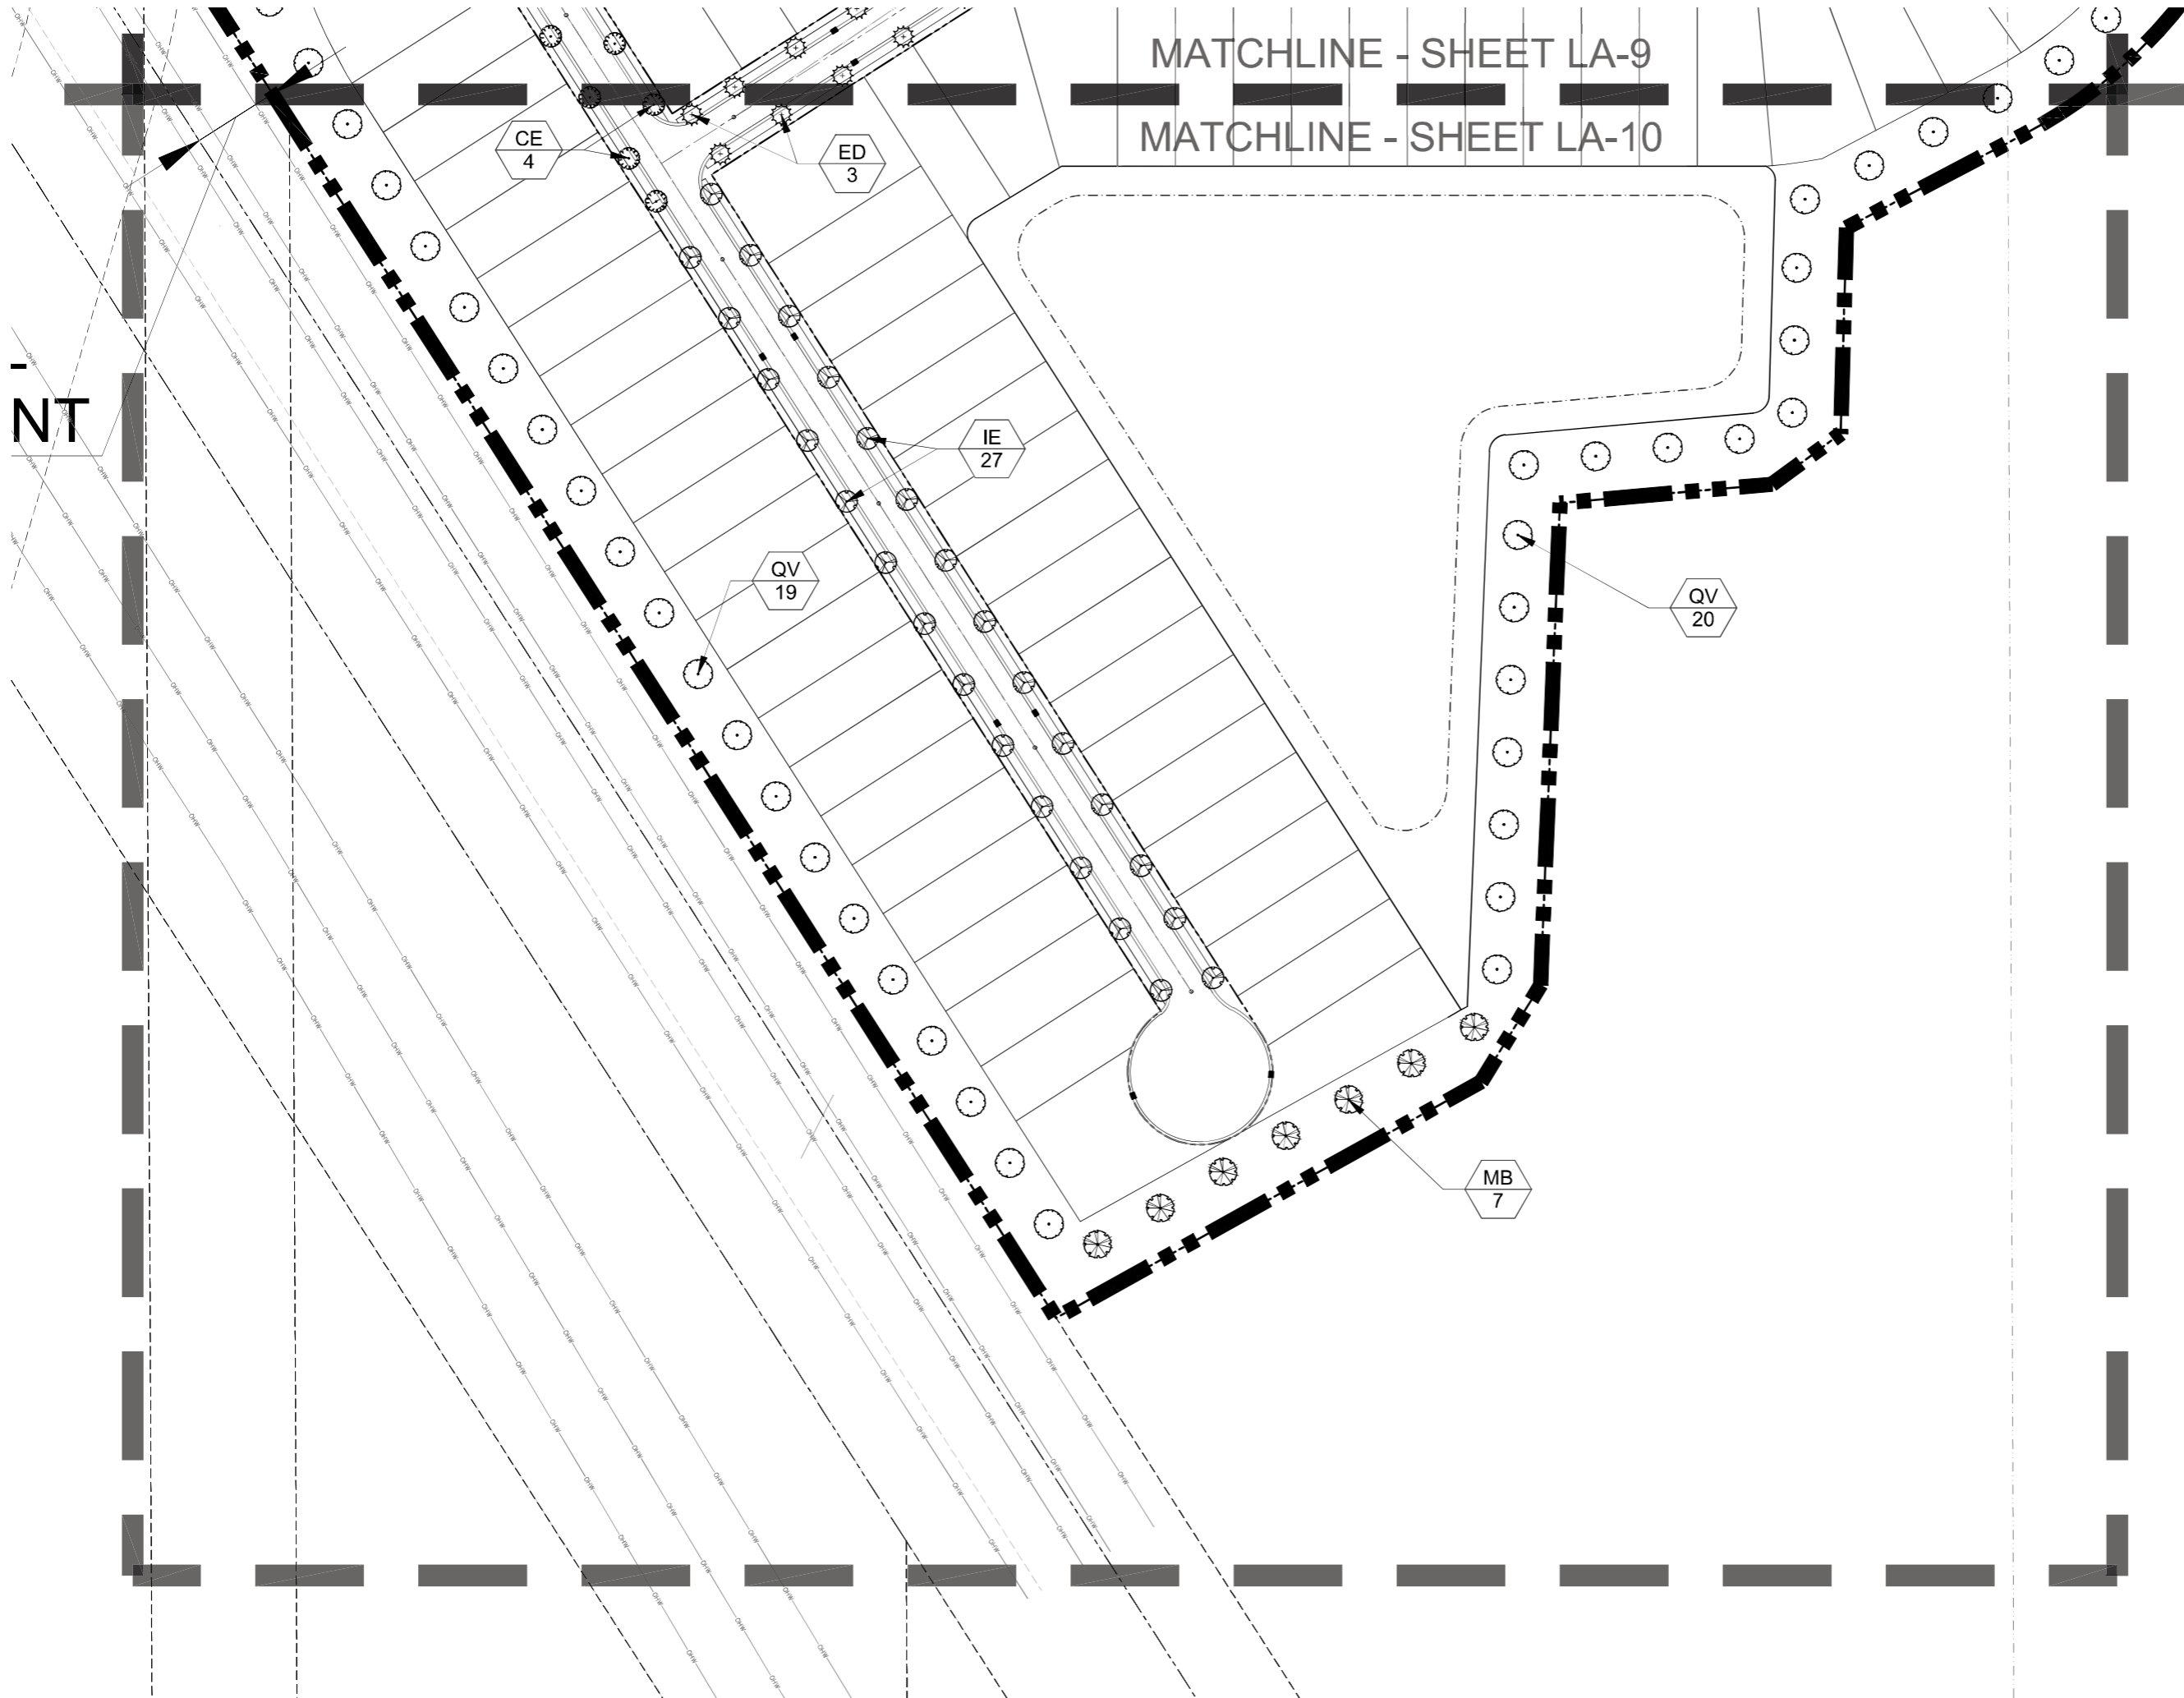 MATCHLINE - SHEET LA-9
MATCHLINE - SHEET LA-10
CE
4
ED
3
-
NT
IE
27
QV
19
QV
20
MB
7
OHW